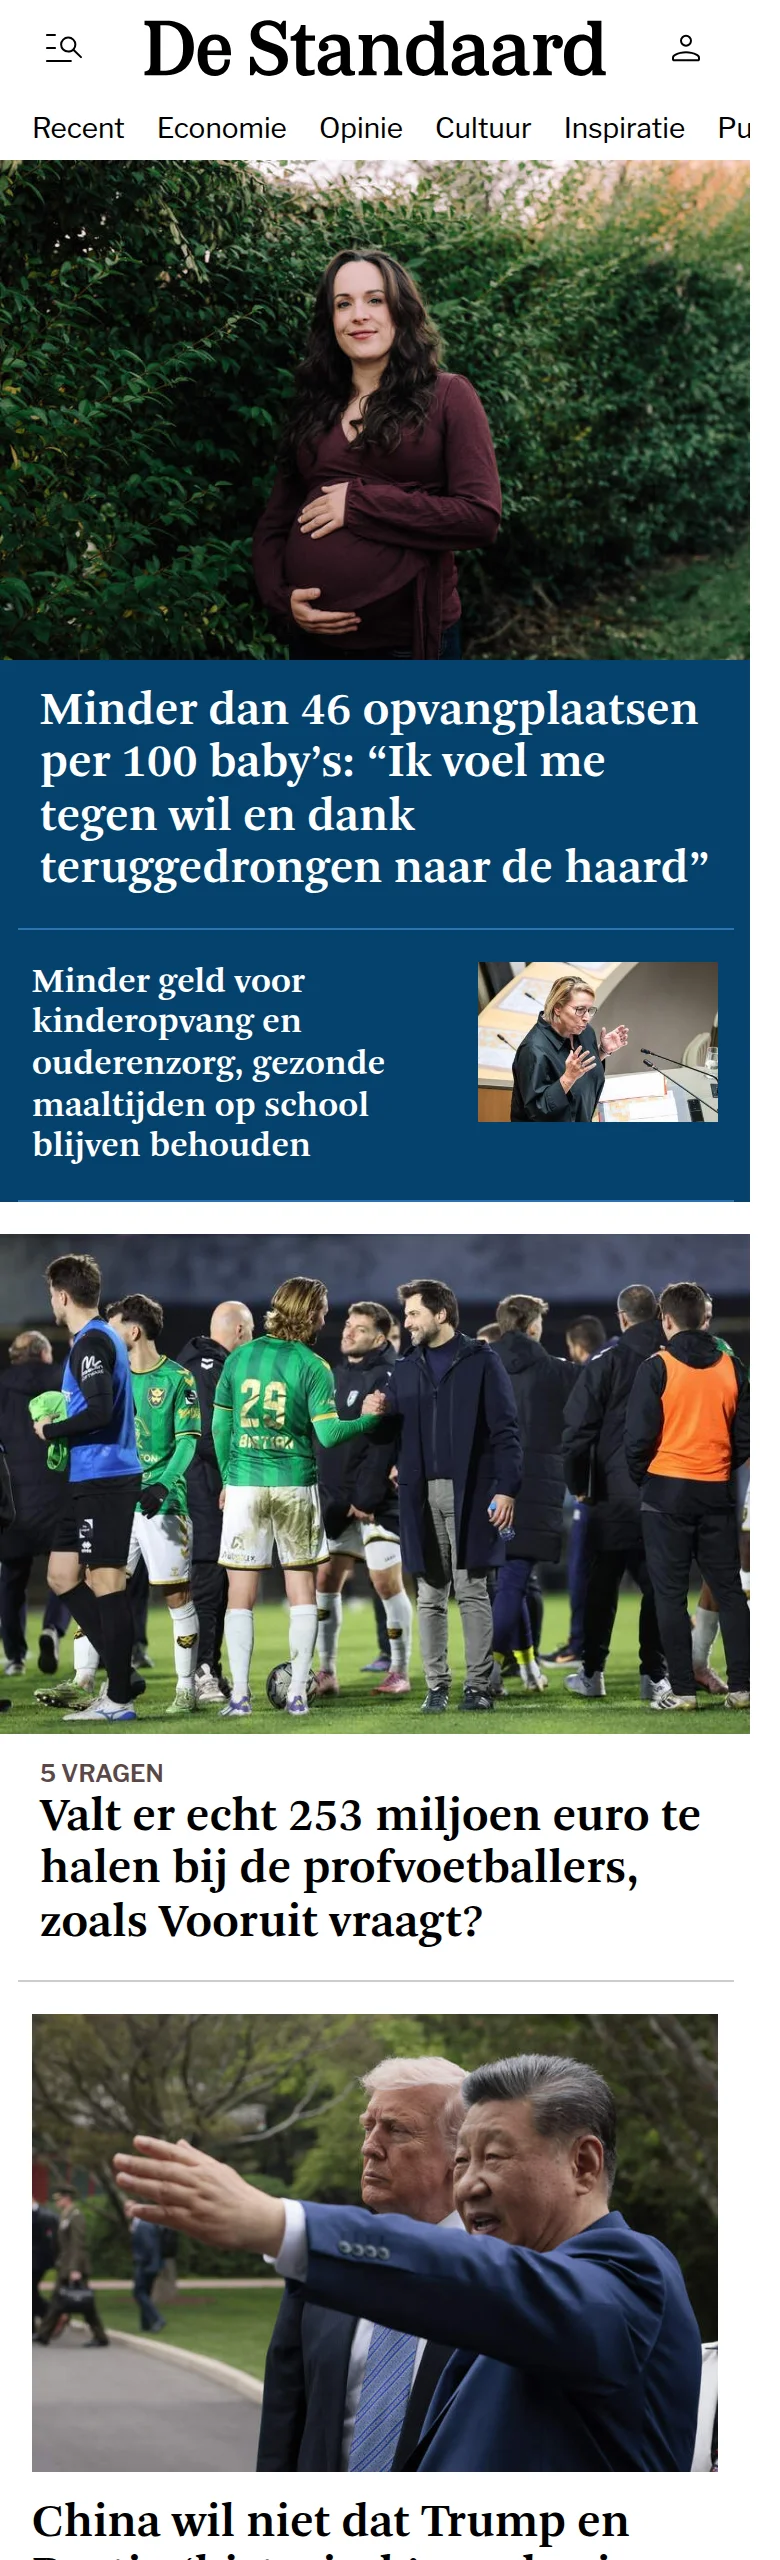 De Standaard
Recent Economie Opinie Cultuur Inspiratie Pu
Minder dan 46 opvangplaatsen
per 100 baby’s: “Ik voel me
tegen wil en dank
teruggedrongen naar de haard”
Minder geld voor
kinderopvang en
ouderenzorg, gezonde
maaltijden op school
blijven behouden
29
5 VRAGEN
Valt er echt 253 miljoen euro te
halen bij de profvoetballers,
zoals Vooruit vraagt?
China wil niet dat Trump en